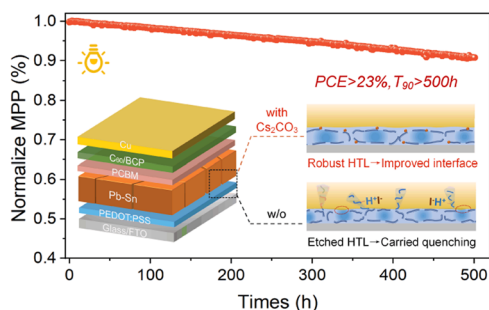 1.0
0.9
0.8
0.7
0.6
0.5
0.4
Normalize MPP (%)
PCE>23%, T₉₀>500h
Cu
C₆₀/BCP
PCBM
Pb-Sn
PEDOT:PSS
Glass/FTO
with
Cs₂CO₃
w/o
Robust HTL→Improved interface
H⁺I⁻
I⁻H⁺
Etched HTL→Carried quenching
0 100 200 300 400 500
Times (h)